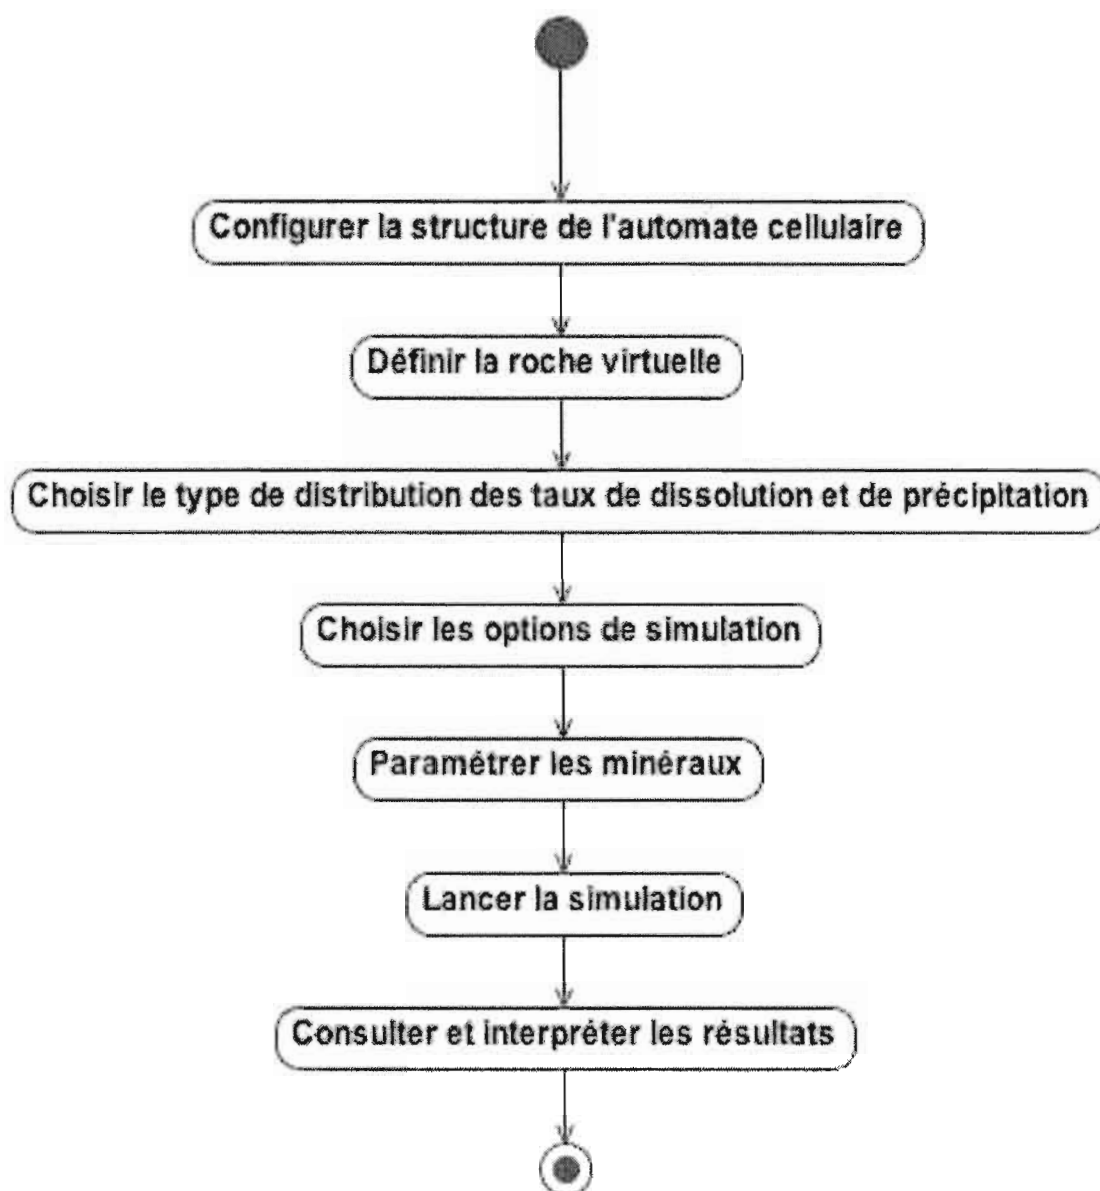 Configurer la structure de l'automate cellulaire
Définir la roche virtuelle
Choisir le type de distribution des taux de dissolution et de précipitation
Choisir les options de simulation
Paramétrer les minéraux
Lancer la simulation
Consulter et interpréter les résultats